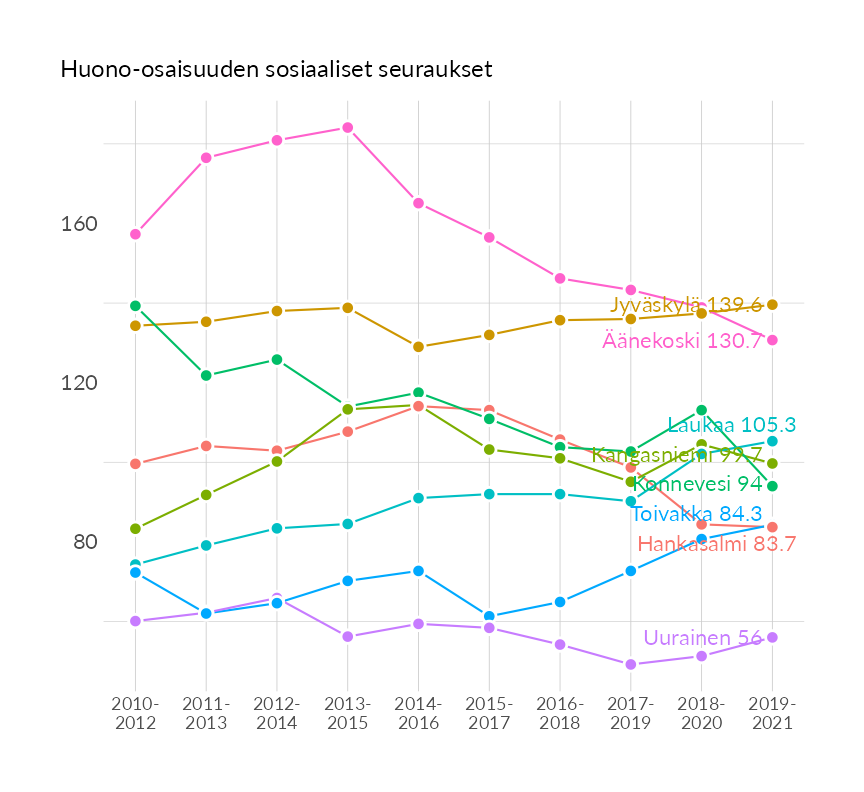 Huono-osaisuuden sosiaaliset seuraukset
160
120
80
Jyväskylä 139.6
Äänekoski 130.7
Laukaa 105.3
Kangasniemi 99.7
Konnevesi 94
Toivakka 84.3
Hankasalmi 83.7
Uurainen 56
2010-
2012
2011-
2013
2012-
2014
2013-
2015
2014-
2016
2015-
2017
2016-
2018
2017-
2019
2018-
2020
2019-
2021